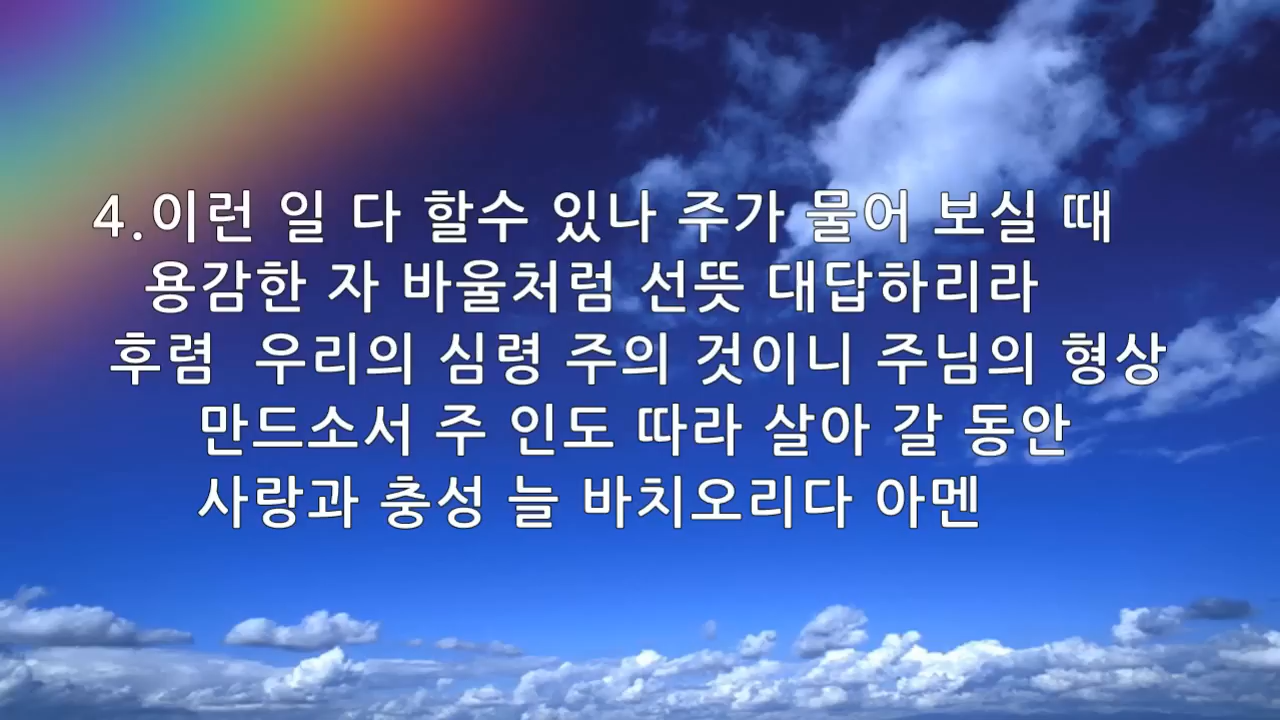 4.이런 일 다 할수 있나 주가 물어 보실 때
용감한 자 바울처럼 선뜻 대답하리라
후렴 우리의 심령 주의 것이니 주님의 형상
만드소서 주 인도 따라 살아 갈 동안
사랑과 충성 늘 바치오리다 아멘